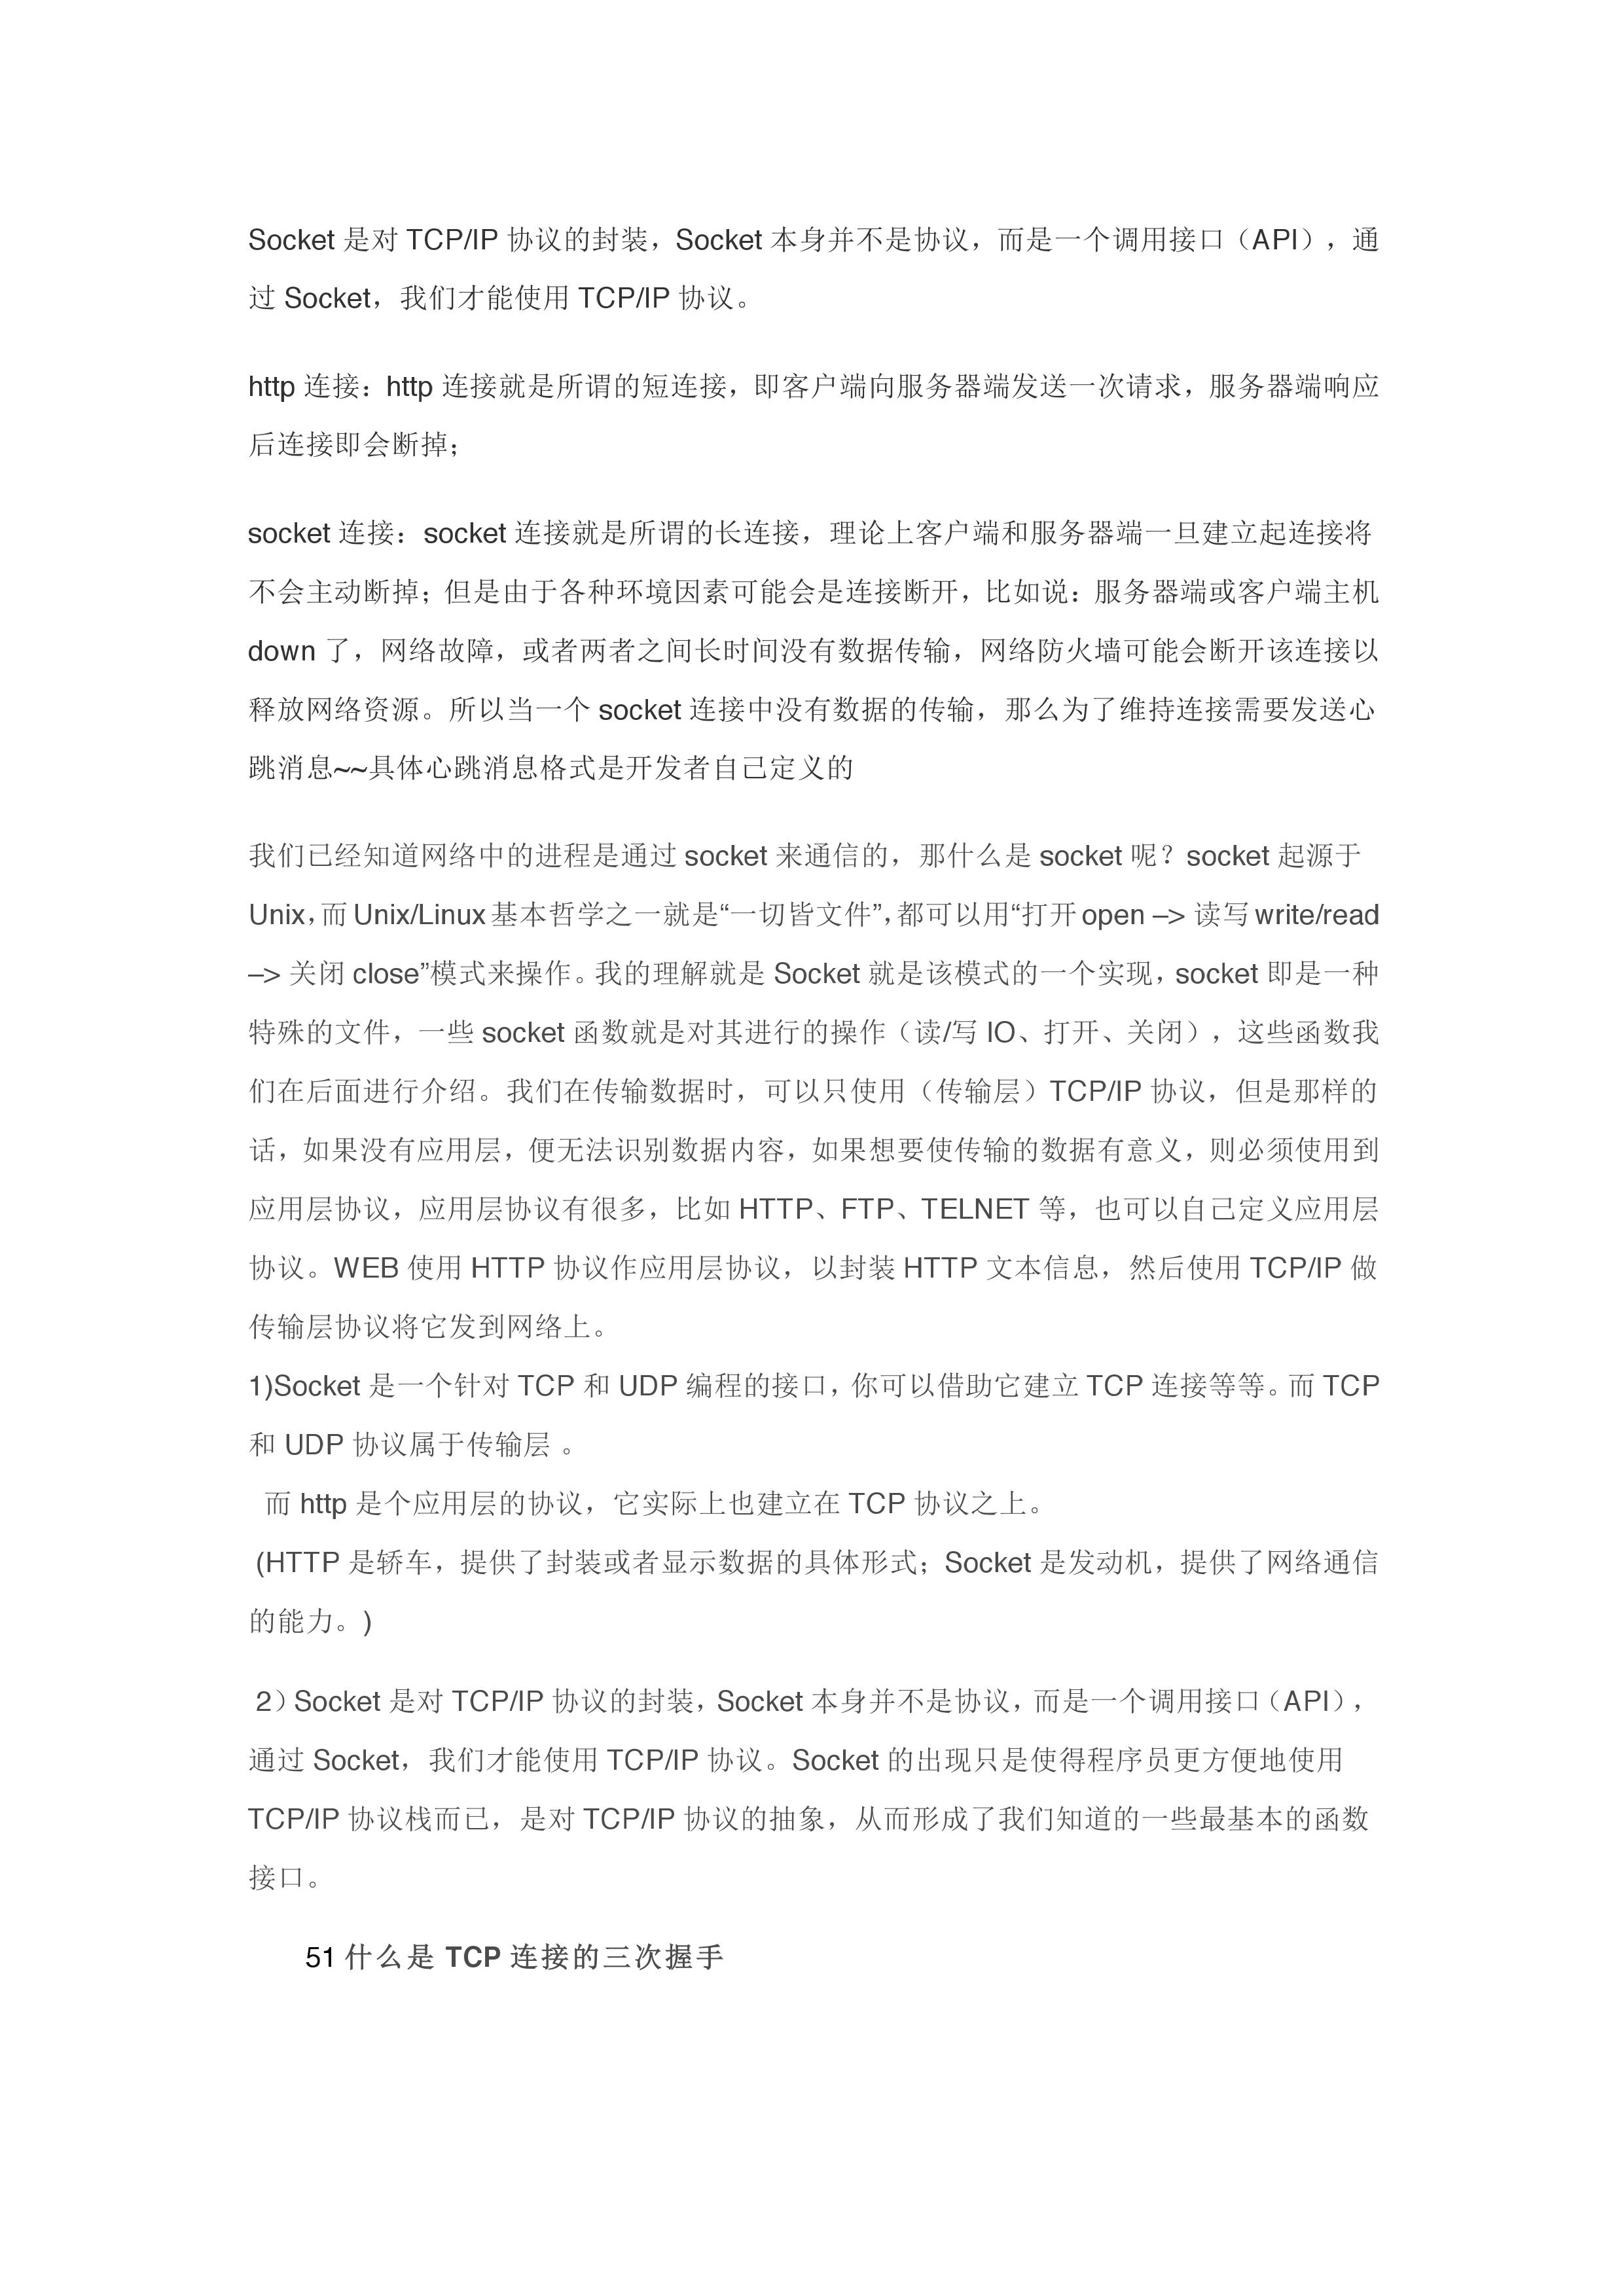 Socket 是对 TCP/IP 协议的封装，Socket 本身并不是协议，而是一个调用接口（API），通
过 Socket，我们才能使用 TCP/IP 协议。
http 连接：http 连接就是所谓的短连接，即客户端向服务器端发送一次请求，服务器端响应
后连接即会断掉；
socket 连接：socket 连接就是所谓的长连接，理论上客户端和服务器端一旦建立起连接将
不会主动断掉；但是由于各种环境因素可能会是连接断开，比如说：服务器端或客户端主机
down 了，网络故障，或者两者之间长时间没有数据传输，网络防火墙可能会断开该连接以
释放网络资源。所以当一个 socket 连接中没有数据的传输，那么为了维持连接需要发送心
跳消息~~具体心跳消息格式是开发者自己定义的
我们已经知道网络中的进程是通过 socket 来通信的，那什么是 socket 呢？socket 起源于
Unix，而 Unix/Linux 基本哲学之一就是“一切皆文件”，都可以用“打开 open –> 读写 write/read
–> 关闭 close”模式来操作。我的理解就是 Socket 就是该模式的一个实现，socket 即是一种
特殊的文件，一些 socket 函数就是对其进行的操作（读/写 IO、打开、关闭），这些函数我
们在后面进行介绍。我们在传输数据时，可以只使用（传输层）TCP/IP 协议，但是那样的
话，如果没有应用层，便无法识别数据内容，如果想要使传输的数据有意义，则必须使用到
应用层协议，应用层协议有很多，比如 HTTP、FTP、TELNET 等，也可以自己定义应用层
协议。WEB 使用 HTTP 协议作应用层协议，以封装 HTTP 文本信息，然后使用 TCP/IP 做
传输层协议将它发到网络上。
1)Socket 是一个针对 TCP 和 UDP 编程的接口，你可以借助它建立 TCP 连接等等。而 TCP
和 UDP 协议属于传输层 。
而 http 是个应用层的协议，它实际上也建立在 TCP 协议之上。
(HTTP 是轿车，提供了封装或者显示数据的具体形式；Socket 是发动机，提供了网络通信
的能力。)
2）Socket 是对 TCP/IP 协议的封装，Socket 本身并不是协议，而是一个调用接口（API），
通过 Socket，我们才能使用 TCP/IP 协议。Socket 的出现只是使得程序员更方便地使用
TCP/IP 协议栈而已，是对 TCP/IP 协议的抽象，从而形成了我们知道的一些最基本的函数
接口。
51 什么是 TCP 连接的三次握手